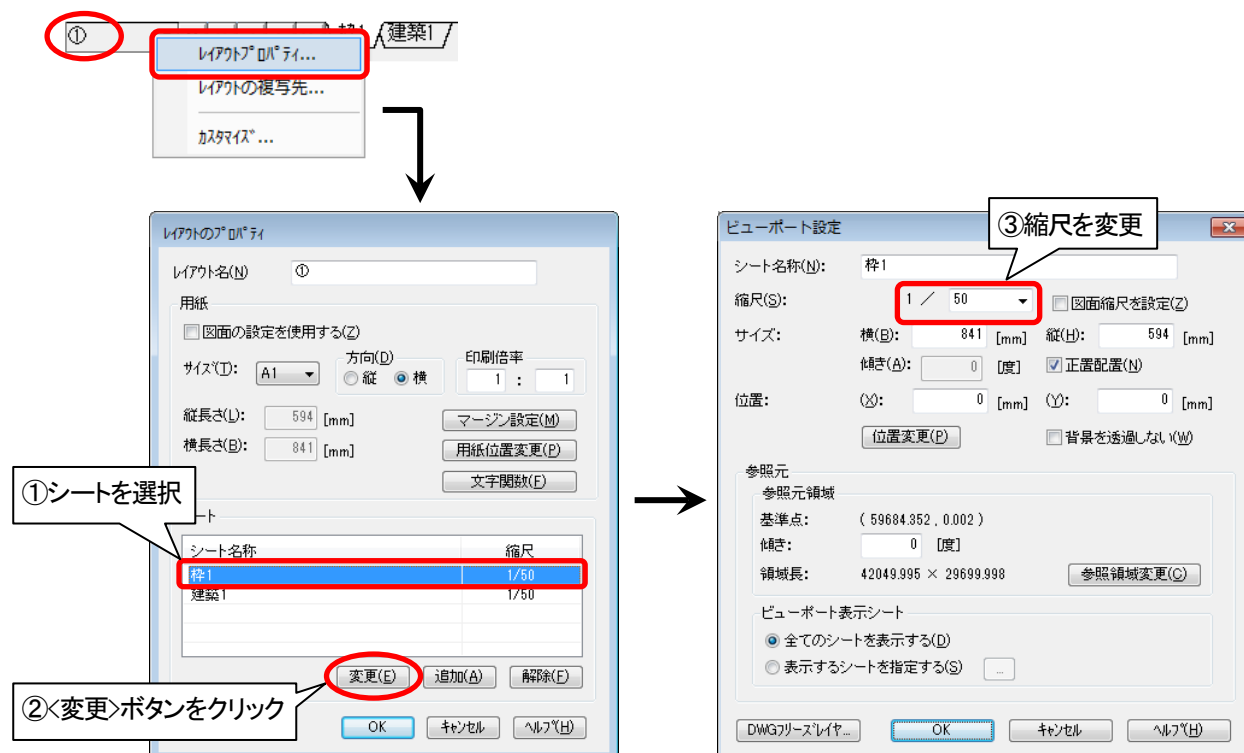 ① 枠1 建築1
レイアウトプロパティ...
レイアウトの複写先...
カスタマイズ...
レイアウトのプロパティ
レイアウト名(N) ①
用紙
図面の設定を使用する(Z)
サイズ(T): A1 方向(D) 縦 横 印刷倍率 1 : 1
縦長さ(L): 594 [mm] マージン設定(M)
横長さ(B): 841 [mm] 用紙位置変更(P)
文字関数(F)
①シートを選択
ート
シート名称 縮尺
枠1 1/50
建築1 1/50
変更(E) 追加(A) 解除(F)
②<変更>ボタンをクリック
OK キャンセル ヘルプ(H)
ビューポート設定
③縮尺を変更
シート名称(N): 枠1
縮尺(S): 1 / 50 図面縮尺を設定(Z)
サイズ: 横(B): 841 [mm] 縦(H): 594 [mm]
傾き(A): 0 [度] 正置配置(N)
位置: (X): 0 [mm] (Y): 0 [mm]
位置変更(P) 背景を透過しない(W)
参照元
参照元領域
基準点: ( 59684.352 , 0.002 )
傾き: 0 [度]
領域長: 42049.995 × 29699.998 参照領域変更(C)
ビューポート表示シート
全てのシートを表示する(D)
表示するシートを指定する(S) ...
DWGフリーズレイヤ... OK キャンセル ヘルプ(H)